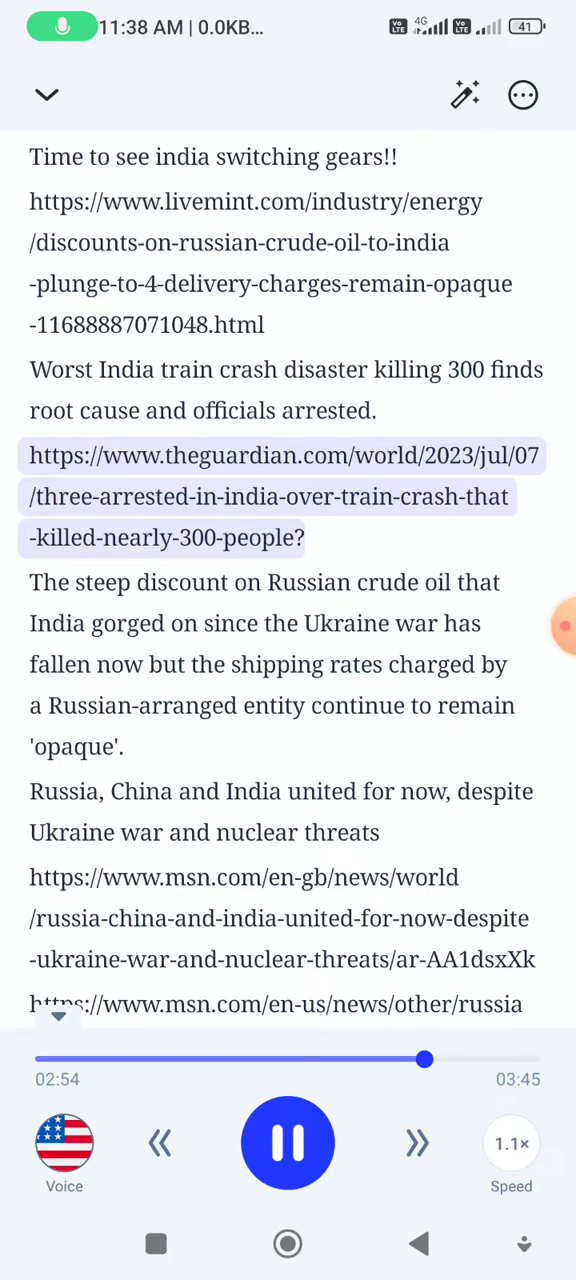 11:38 AM | 0.0KB...
Vo LTE 4G Vo LTE 41
Time to see india switching gears!!
https://www.livemint.com/industry/energy
/discounts-on-russian-crude-oil-to-india
-plunge-to-4-delivery-charges-remain-opaque
-11688887071048.html
Worst India train crash disaster killing 300 finds
root cause and officials arrested.
https://www.theguardian.com/world/2023/jul/07
/three-arrested-in-india-over-train-crash-that
-killed-nearly-300-people?
The steep discount on Russian crude oil that
India gorged on since the Ukraine war has
fallen now but the shipping rates charged by
a Russian-arranged entity continue to remain
'opaque'.
Russia, China and India united for now, despite
Ukraine war and nuclear threats
https://www.msn.com/en-gb/news/world
/russia-china-and-india-united-for-now-despite
-ukraine-war-and-nuclear-threats/ar-AA1dsxXk
https://www.msn.com/en-us/news/other/russia
02:54
03:45
1.1×
Voice
Speed